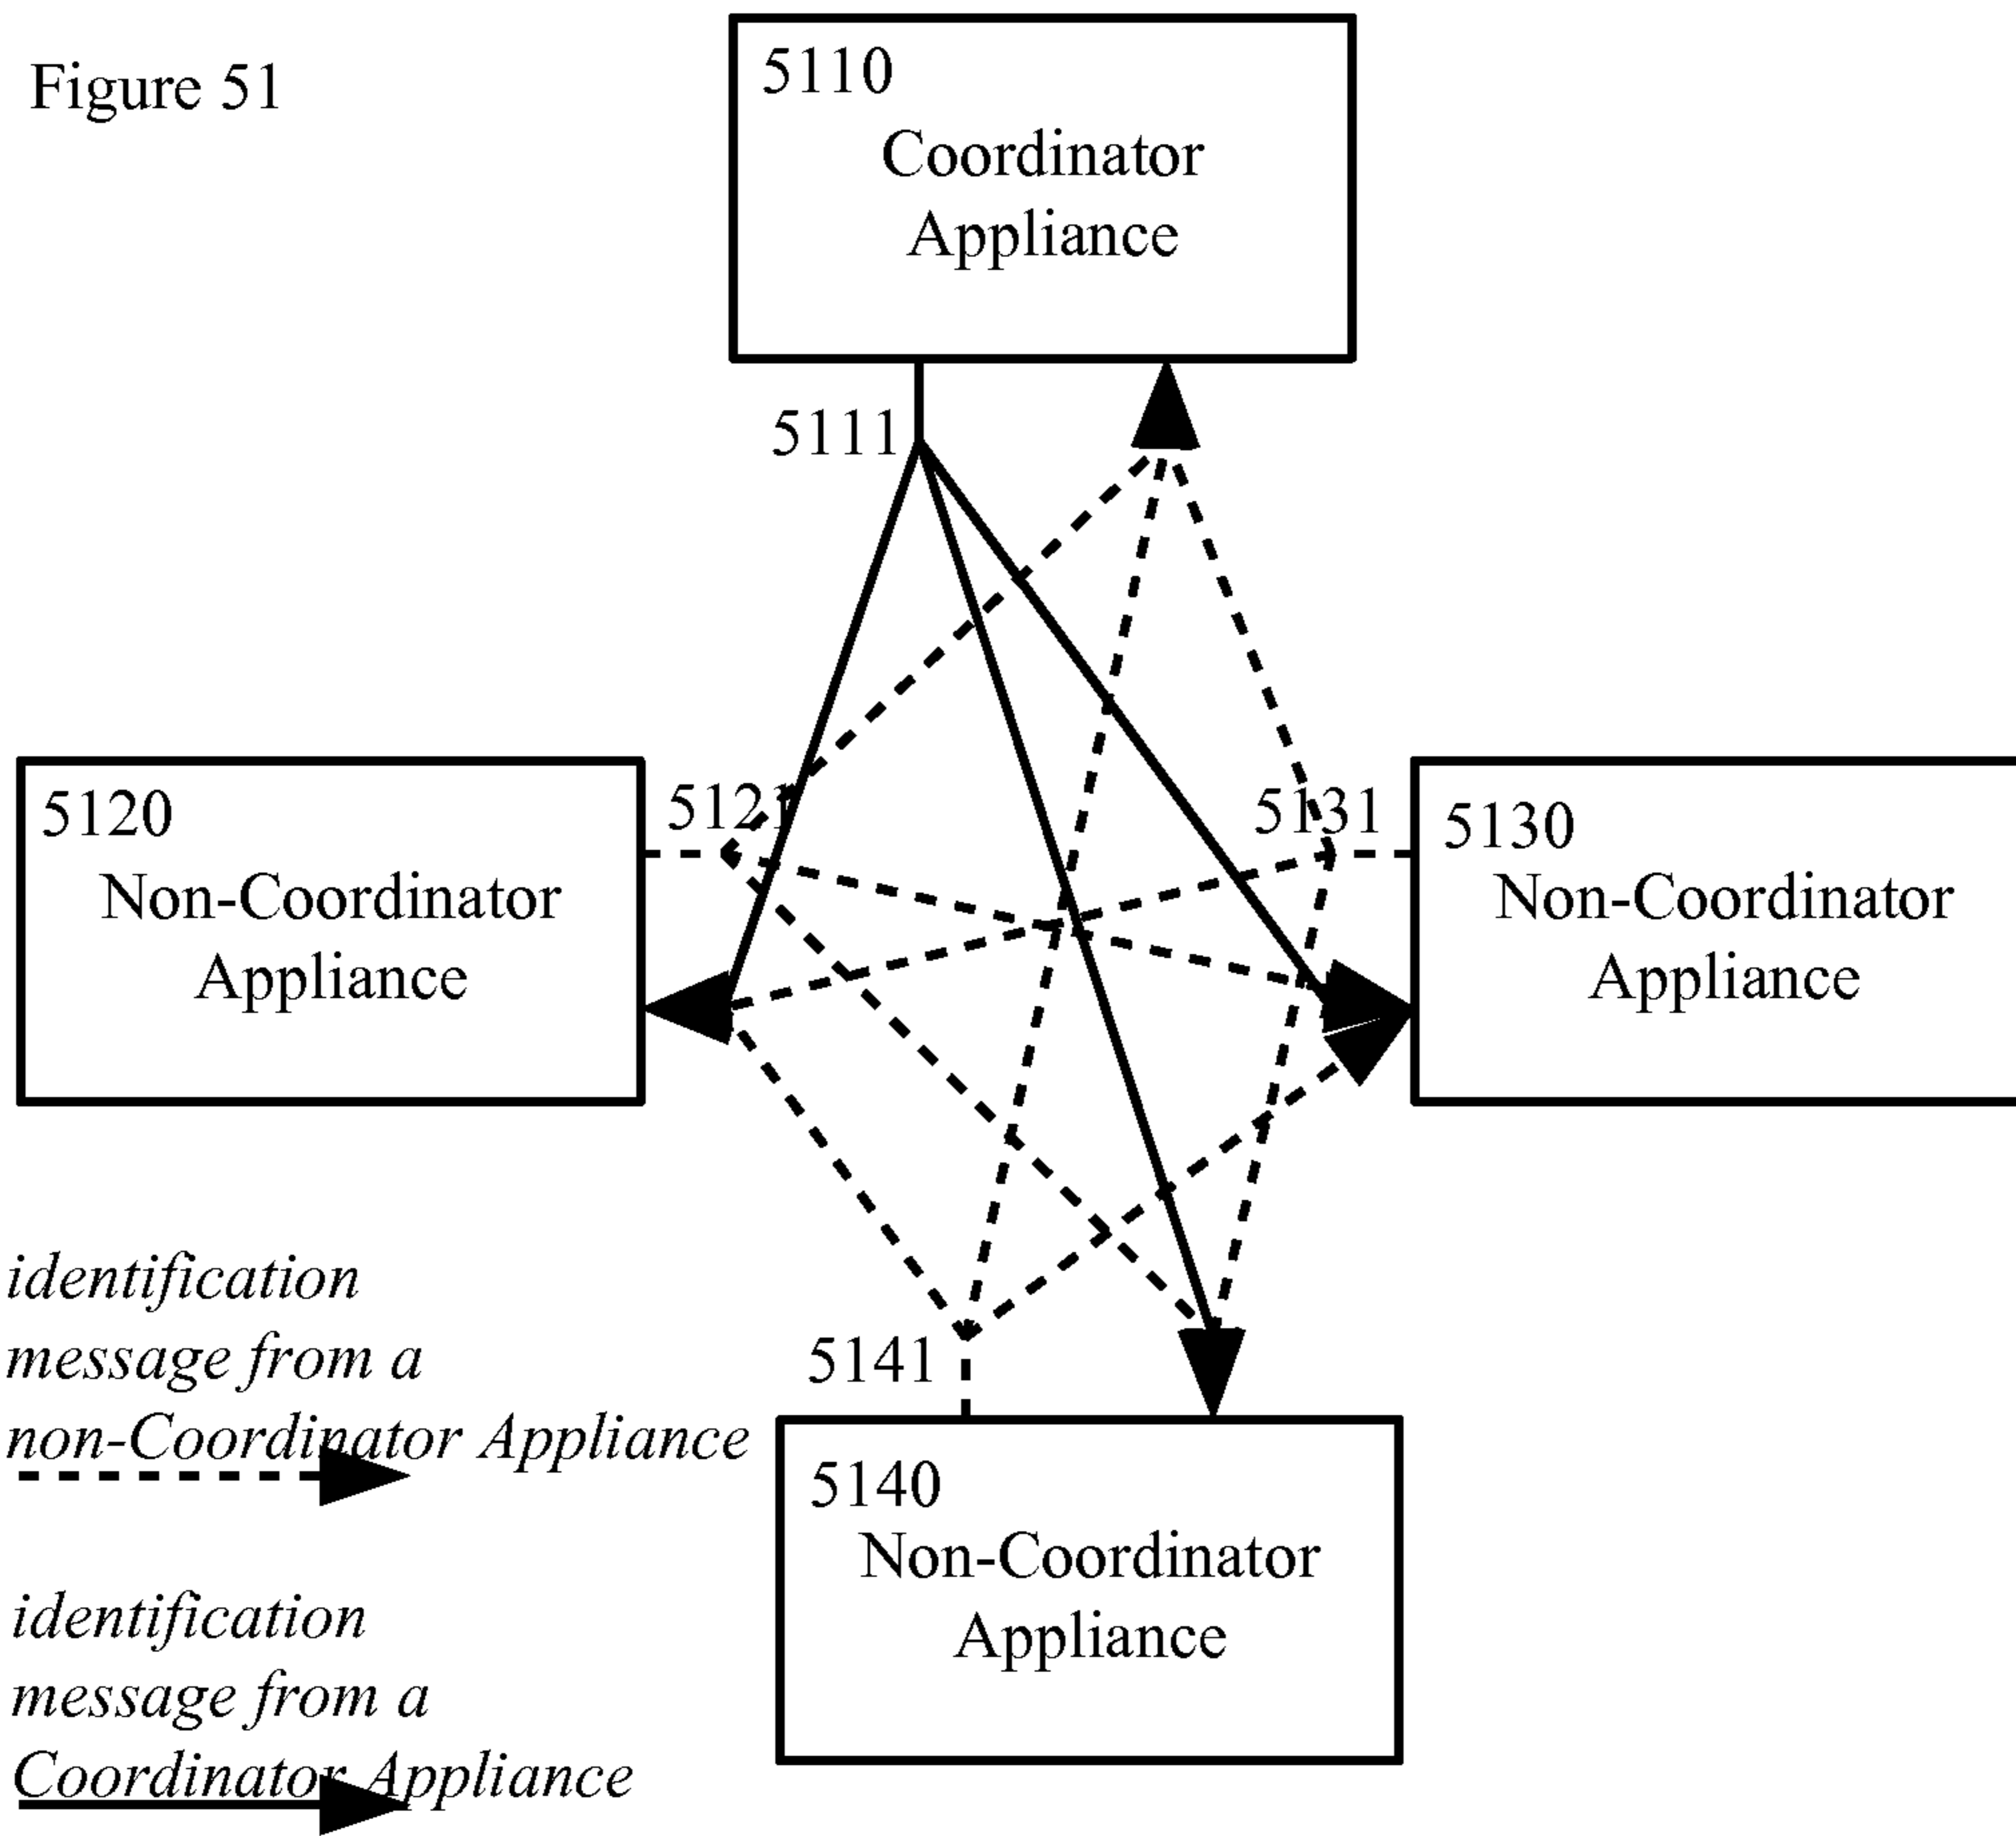 Figure 51
5110
Coordinator
Appliance
5111
5120
Non-Coordinator
Appliance
5121
5131
5130
Non-Coordinator
Appliance
identification
message from a
non-Coordinator Appliance
5141
5140
Non-Coordinator
Appliance
identification
message from a
Coordinator Appliance